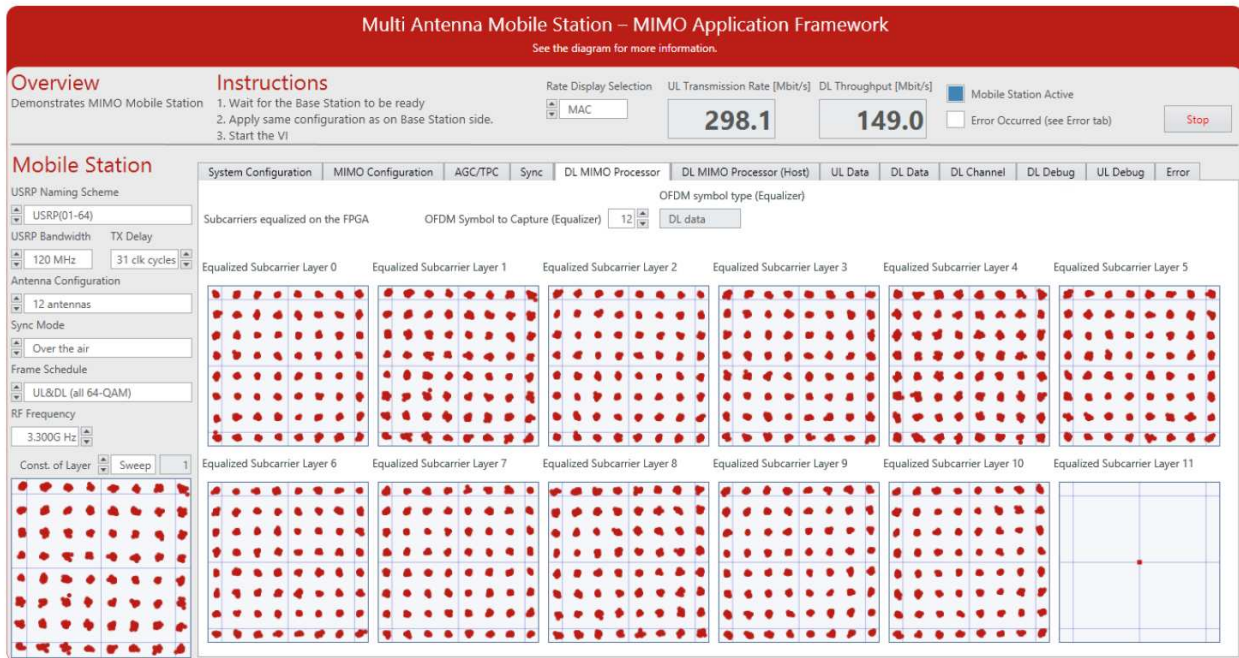 Multi Antenna Mobile Station – MIMO Application Framework
See the diagram for more information.
Overview
Demonstrates MIMO Mobile Station
Instructions
1. Wait for the Base Station to be ready
2. Apply same configuration as on Base Station side.
3. Start the VI
Rate Display Selection
MAC
UL Transmission Rate [Mbit/s]
298.1
DL Throughput [Mbit/s]
149.0
Mobile Station Active
Error Occurred (see Error tab)
Stop
Mobile Station
USRP Naming Scheme
USRP(01-64)
USRP Bandwidth TX Delay
120 MHz 31 clk cycles
Antenna Configuration
12 antennas
Sync Mode
Over the air
Frame Schedule
UL&DL (all 64-QAM)
RF Frequency
3.300G Hz
Const. of Layer Sweep 1
System Configuration MIMO Configuration AGC/TPC Sync DL MIMO Processor DL MIMO Processor (Host) UL Data DL Data DL Channel DL Debug UL Debug Error
OFDM symbol type (Equalizer)
Subcarriers equalized on the FPGA OFDM Symbol to Capture (Equalizer) 12 DL data
Equalized Subcarrier Layer 0 Equalized Subcarrier Layer 1 Equalized Subcarrier Layer 2 Equalized Subcarrier Layer 3 Equalized Subcarrier Layer 4 Equalized Subcarrier Layer 5
Equalized Subcarrier Layer 6 Equalized Subcarrier Layer 7 Equalized Subcarrier Layer 8 Equalized Subcarrier Layer 9 Equalized Subcarrier Layer 10 Equalized Subcarrier Layer 11